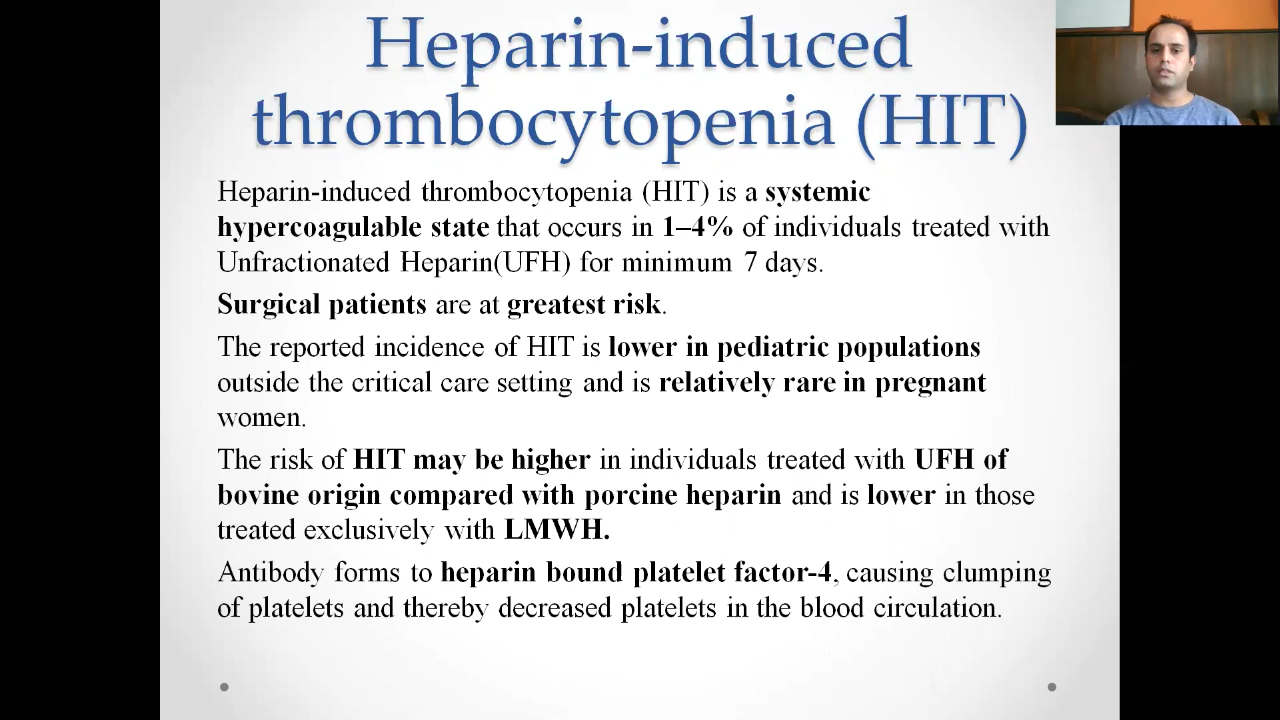 Heparin-induced
thrombocytopenia (HIT)
Heparin-induced thrombocytopenia (HIT) is a systemic
hypercoagulable state that occurs in 1–4% of individuals treated with
Unfractionated Heparin(UFH) for minimum 7 days.
Surgical patients are at greatest risk.
The reported incidence of HIT is lower in pediatric populations
outside the critical care setting and is relatively rare in pregnant
women.
The risk of HIT may be higher in individuals treated with UFH of
bovine origin compared with porcine heparin and is lower in those
treated exclusively with LMWH.
Antibody forms to heparin bound platelet factor-4, causing clumping
of platelets and thereby decreased platelets in the blood circulation.